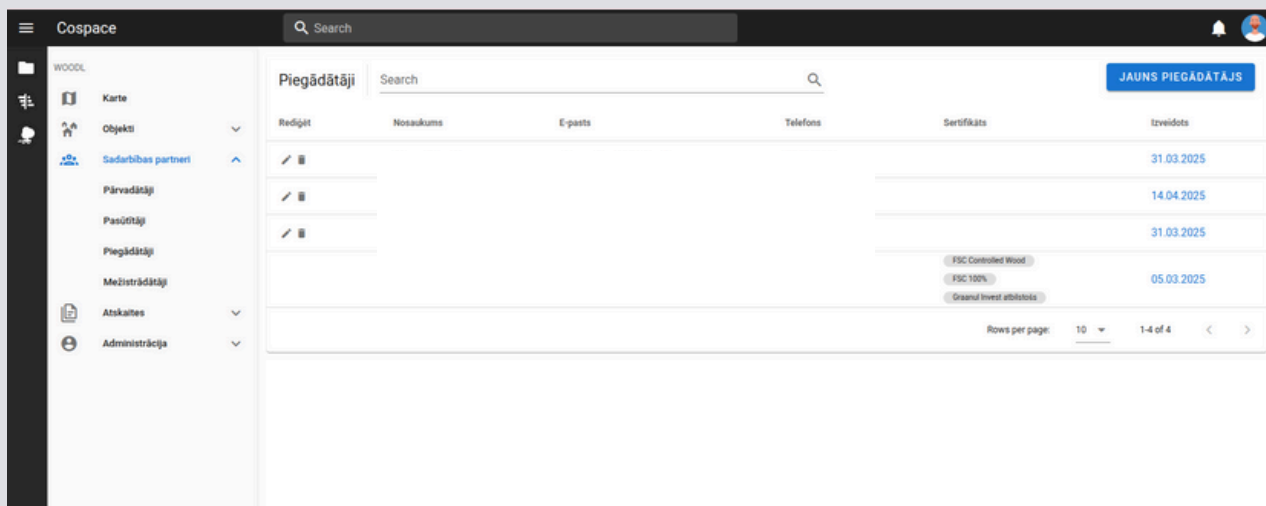 Cospace
Search
WOODL
Karte
Objekti
Sadarbības partneri
Pārvadātāji
Pasūtītāji
Piegādātāji
Mežistrādātāji
Atskaites
Administrācija
Piegādātāji
Search
JAUNS PIEGĀDĀTĀJS
Rediģēt Nosaukums E-pasts Telefons Sertifikāts Izveidots
31.03.2025
14.04.2025
31.03.2025
FSC Controlled Wood
FSC 100%
Graanul Invest atbilstošs
05.03.2025
Rows per page: 10 1-4 of 4